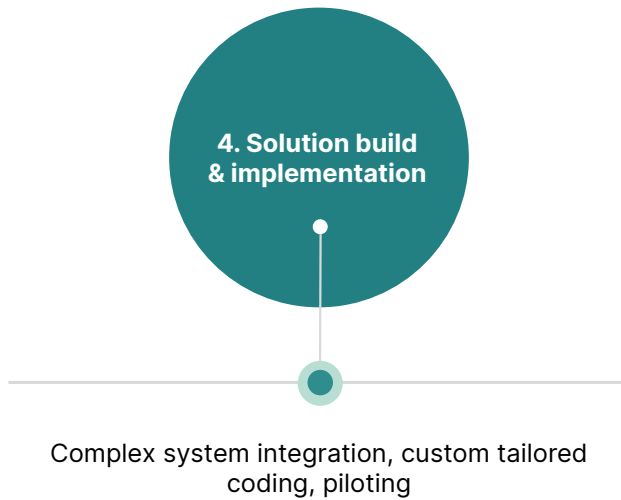 4. Solution build
& implementation
Complex system integration, custom tailored
coding, piloting